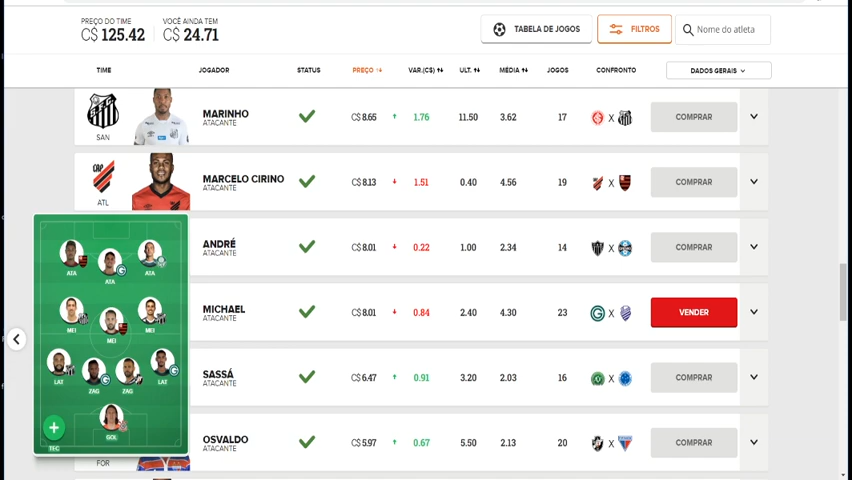 PREÇO DO TIME VOCÊ AINDA TEM
C$ 125.42 C$ 24.71
TABELA DE JOGOS FILTROS Nome do atleta
TIME JOGADOR STATUS PREÇO VAR.(C$) ULT. MÉDIA JOGOS CONFRONTO DADOS GERAIS
SAN MARINHO ATACANTE C$ 8.65 1.76 11.50 3.62 17 X COMPRAR
CAP ATL MARCELO CIRINO ATACANTE C$ 8.13 1.51 0.40 4.56 19 X COMPRAR
ANDRÉ ATACANTE C$ 8.01 0.22 1.00 2.34 14 X COMPRAR
MICHAEL ATACANTE C$ 8.01 0.84 2.40 4.30 23 X VENDER
SASSÁ ATACANTE C$ 6.47 0.91 3.20 2.03 16 X COMPRAR
OSVALDO ATACANTE C$ 5.97 0.67 5.50 2.13 20 X COMPRAR
ATA ATA ATA
MEI MEI MEI
LAT ZAG ZAG LAT
GOL
TEC
FOR